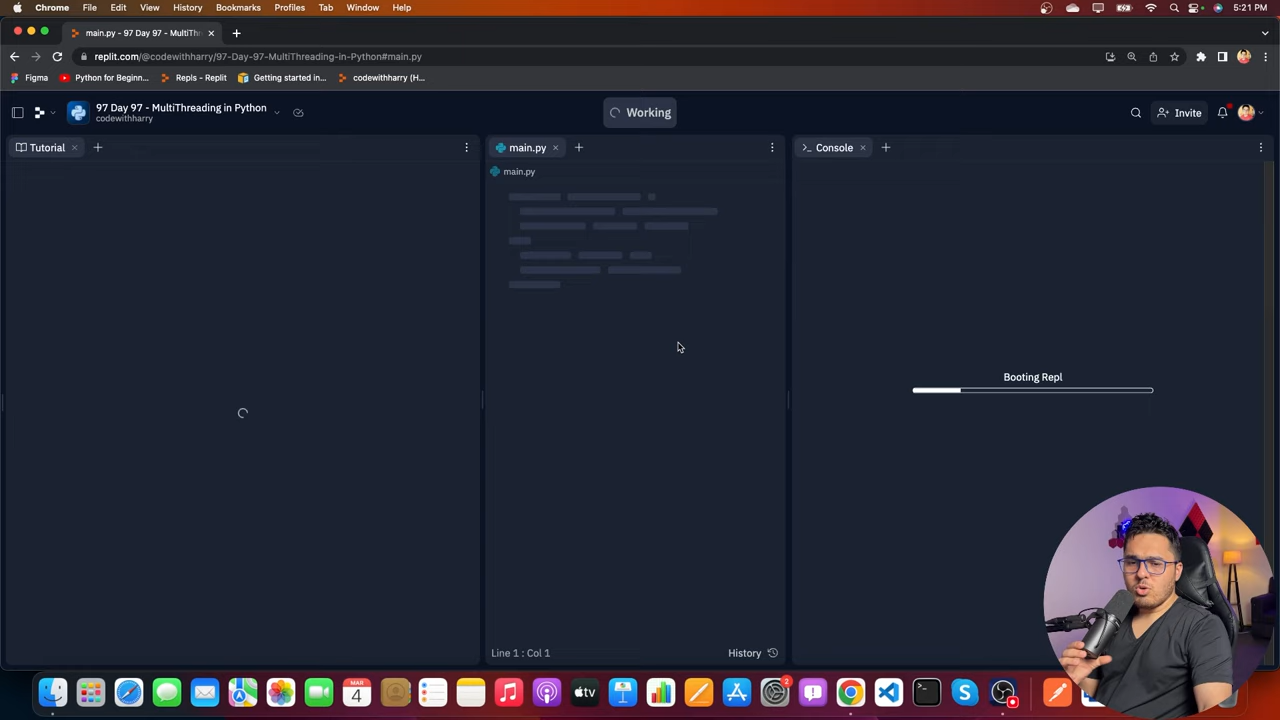 Chrome File Edit View History Bookmarks Profiles Tab Window Help 5:21 PM
main.py - 97 Day 97 - MultiTh
replit.com/@codewithharry/97-Day-97-MultiThreading-in-Python#main.py
Figma Python for Beginn... Repls - Replit Getting started in... codewithharry (H...
97 Day 97 - MultiThreading in Python
codewithharry
Working
Invite
Tutorial
main.py
Console
main.py
Booting Repl
Line 1 : Col 1
History
MAR
4
tv
2